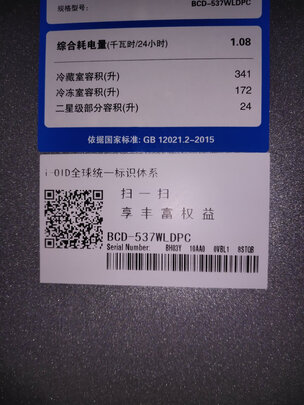 规格型号: BCD-537WLDPC
综合耗电量(千瓦时/24小时) 1.08
冷藏室容积(升) 341
冷冻室容积(升) 172
二星级部分容积(升) 24
依据国家标准: GB 12021.2-2015
i-OID全球统一标识体系
扫一扫
享丰富权益
BCD-537WLDPC
Serial Number: BH03Y 10AA0 0VBL1 8STQB